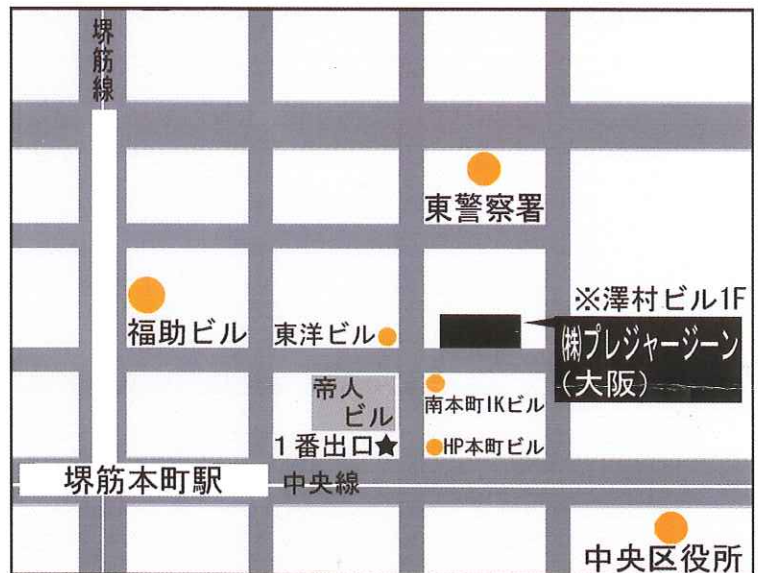 堺筋線
東警察署
※澤村ビル1F
㈱プレジャージーン
(大阪)
福助ビル
東洋ビル
帝人
ビル
南本町IKビル
1番出口★
HP本町ビル
堺筋本町駅
中央線
中央区役所